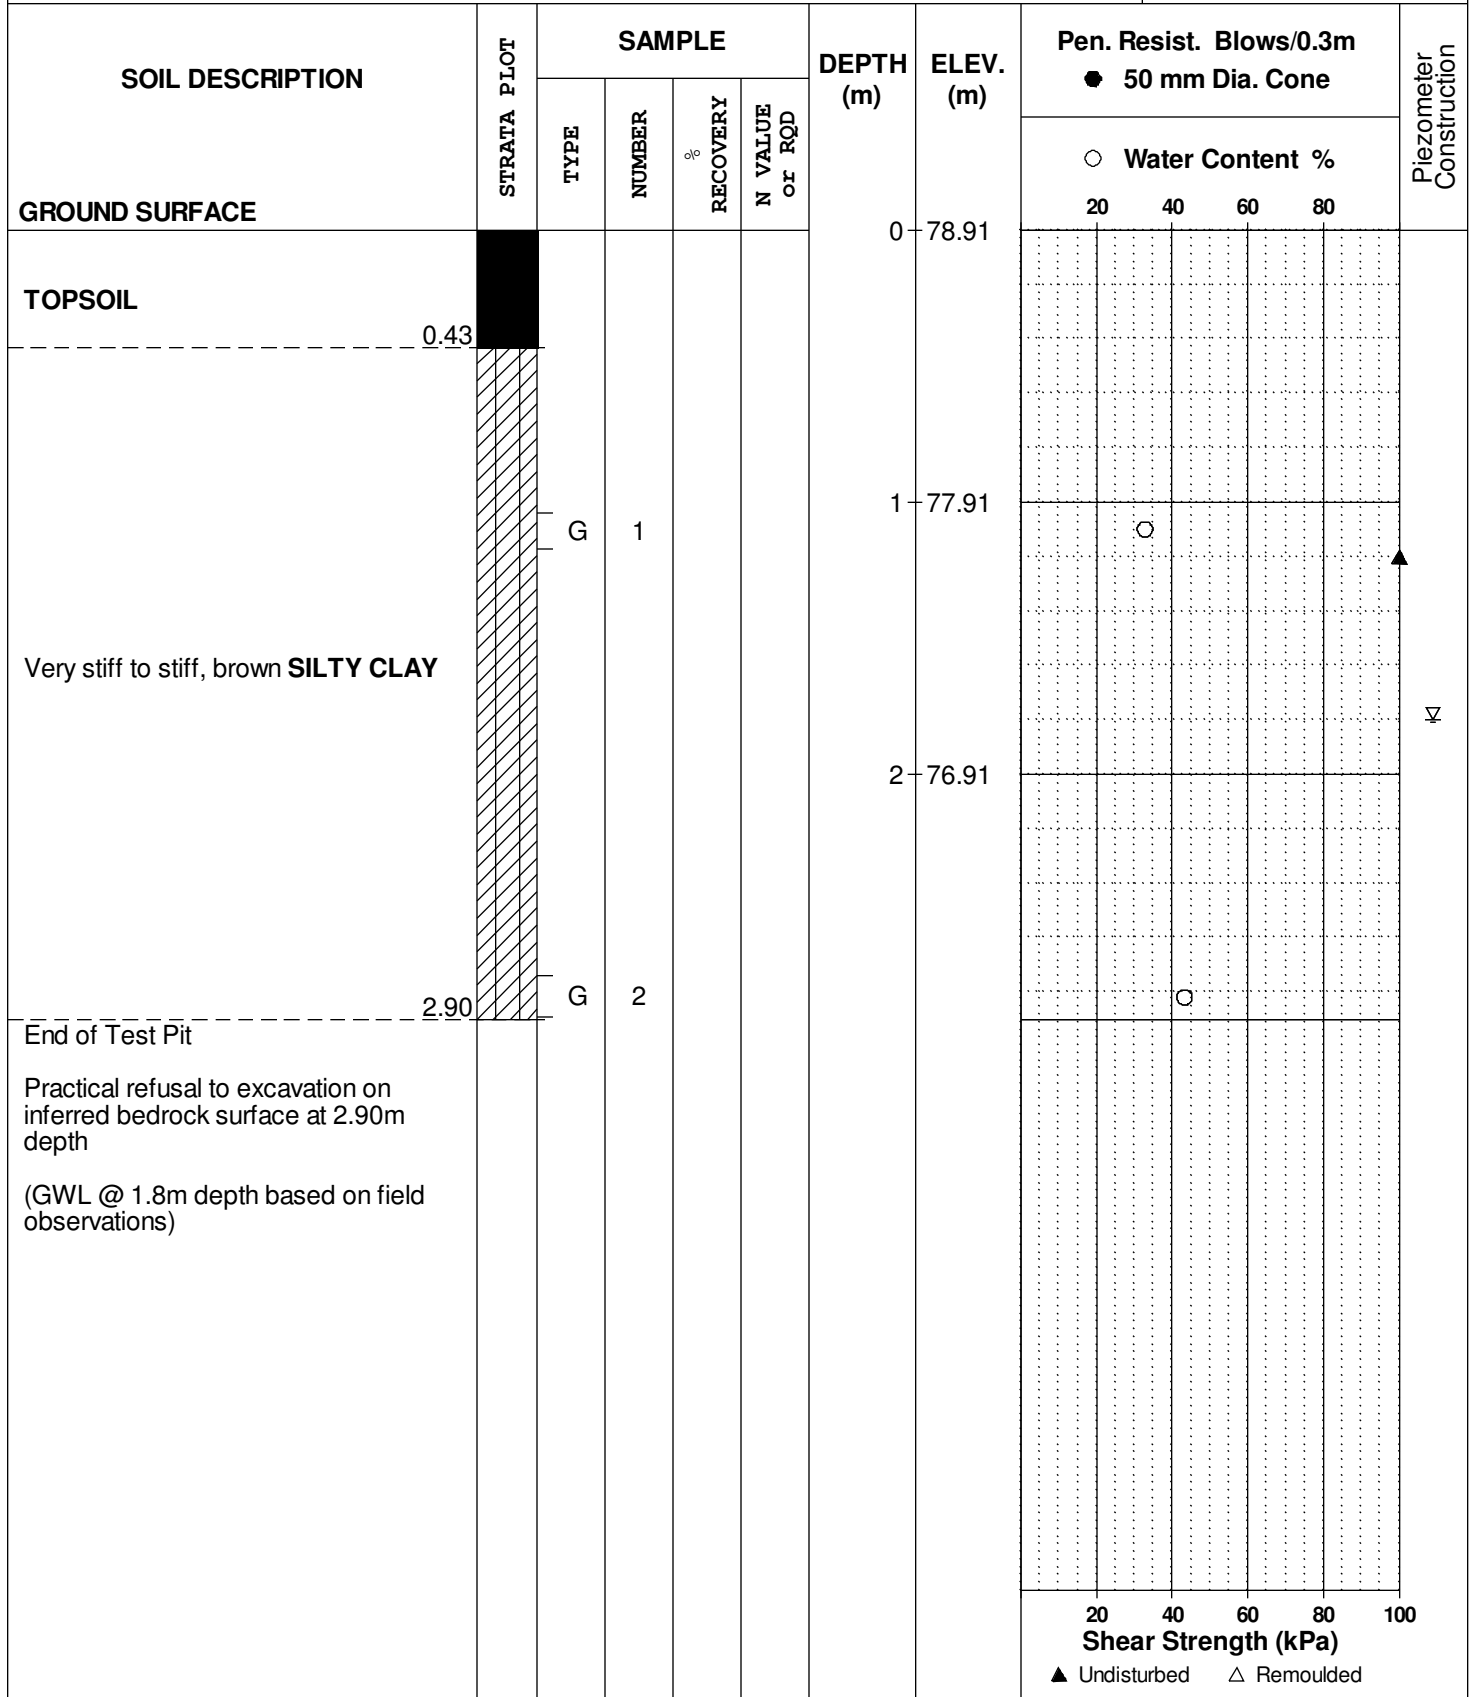 SOIL DESCRIPTION
GROUND SURFACE
STRATA PLOT
SAMPLE
TYPE
NUMBER
%
RECOVERY
N VALUE
or RQD
DEPTH
(m)
ELEV.
(m)
Pen. Resist. Blows/0.3m
● 50 mm Dia. Cone
○ Water Content %
20 40 60 80
Piezometer
Construction
0 78.91
TOPSOIL
0.43
1 77.91
G 1
Very stiff to stiff, brown SILTY CLAY
2 76.91
G 2
2.90
End of Test Pit
Practical refusal to excavation on
inferred bedrock surface at 2.90m
depth
(GWL @ 1.8m depth based on field
observations)
20 40 60 80 100
Shear Strength (kPa)
▲ Undisturbed △ Remoulded